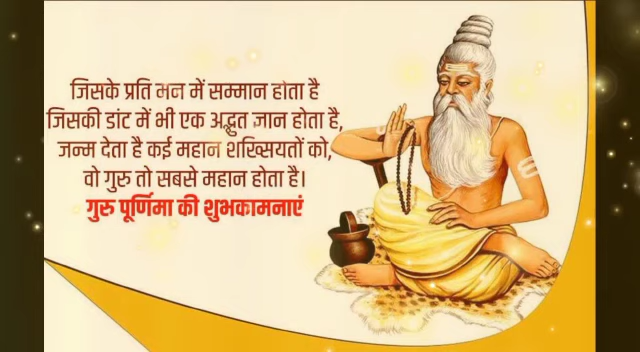 जिसके प्रति मन में सम्मान होता है
जिसकी डांट में भी एक अद्भुत ज्ञान होता है,
जन्म देता है कई महान शख्सियतों को,
वो गुरु तो सबसे महान होता है।
गुरु पूर्णिमा की शुभकामनाएं